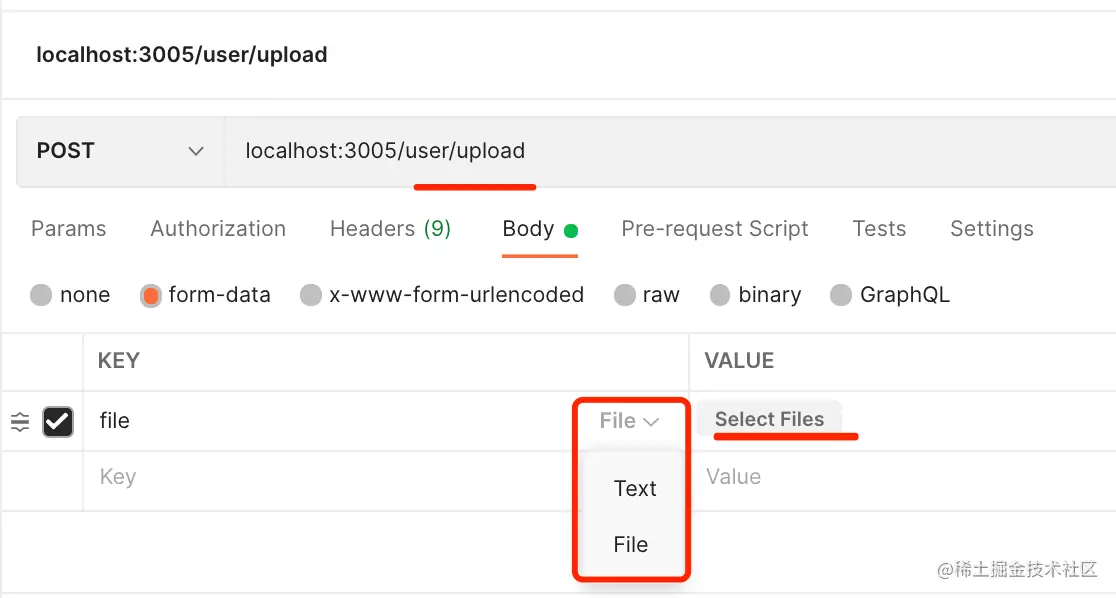 localhost:3005/user/upload
POST localhost:3005/user/upload
Params Authorization Headers (9) Body Pre-request Script Tests Settings
none form-data x-www-form-urlencoded raw binary GraphQL
KEY VALUE
file File Select Files
Key Value
Text
File
@稀土掘金技术社区